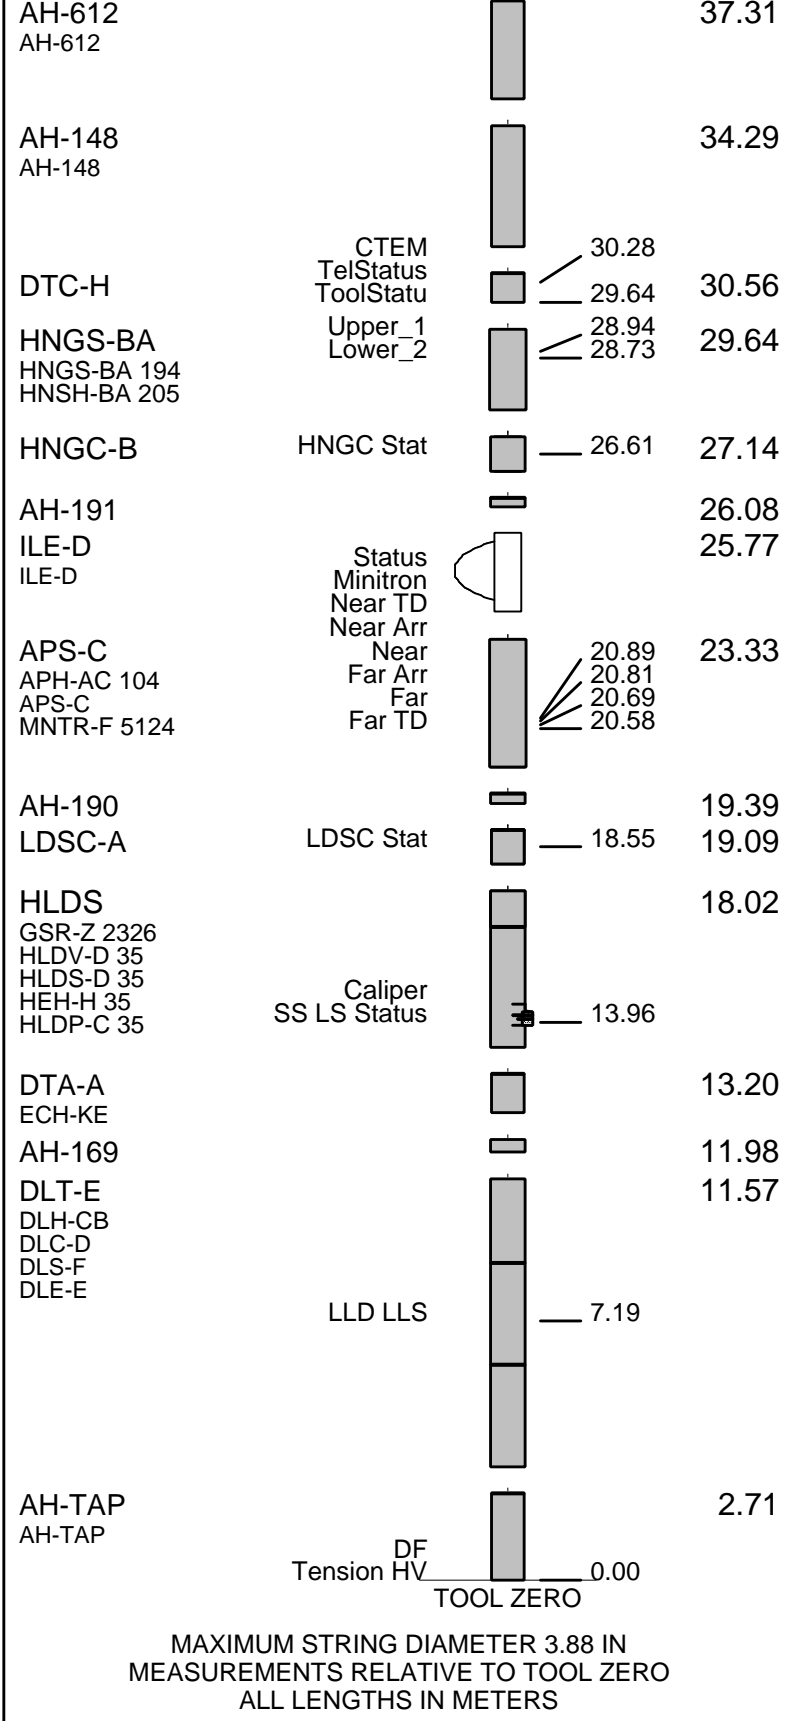 AH-612 37.31
AH-612
AH-148 34.29
AH-148
CTEM 30.28
TelStatus
DTC-H ToolStatu 29.64 30.56
Upper_1 28.94
HNGS-BA Lower_2 28.73 29.64
HNGS-BA 194
HNSH-BA 205
HNGC-B HNGC Stat 26.61 27.14
AH-191 26.08
ILE-D 25.77
Status
ILE-D Minitron
Near TD
Near Arr
APS-C Near 20.89 23.33
APH-AC 104 Far Arr 20.81
APS-C Far 20.69
MNTR-F 5124 Far TD 20.58
AH-190 19.39
LDSC-A LDSC Stat 18.55 19.09
HLDS 18.02
GSR-Z 2326
HLDV-D 35
HLDS-D 35
HEH-H 35 Caliper
HLDP-C 35 SS LS Status 13.96
DTA-A 13.20
ECH-KE
AH-169 11.98
DLT-E 11.57
DLH-CB
DLC-D
DLS-F
DLE-E
LLD LLS 7.19
AH-TAP 2.71
AH-TAP
DF
Tension HV 0.00
TOOL ZERO
MAXIMUM STRING DIAMETER 3.88 IN
MEASUREMENTS RELATIVE TO TOOL ZERO
ALL LENGTHS IN METERS